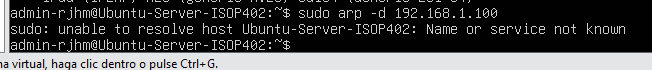 admin-rjhm@Ubuntu-Server-ISOP402:~$ sudo arp -d 192.168.1.100
sudo: unable to resolve host Ubuntu-Server-ISOP402: Name or service not known
admin-rjhm@Ubuntu-Server-ISOP402:~$
na virtual, haga clic dentro o pulse Ctrl+G.